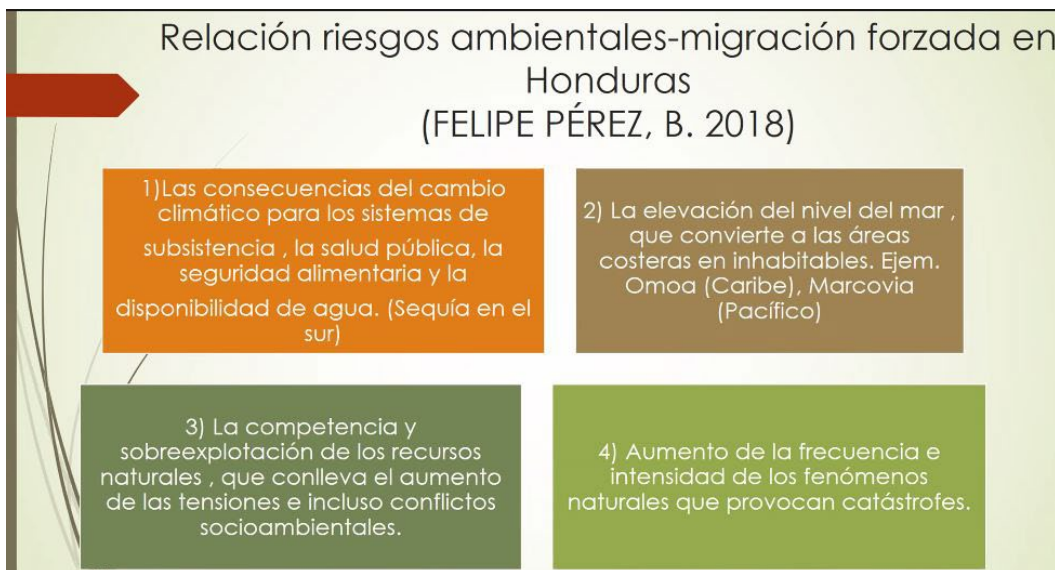 Relación riesgos ambientales-migración forzada en
Honduras
(FELIPE PÉREZ, B. 2018)
1)Las consecuencias del cambio
climático para los sistemas de
subsistencia , la salud pública, la
seguridad alimentaria y la
disponibilidad de agua. (Sequía en el
sur)
2) La elevación del nivel del mar ,
que convierte a las áreas
costeras en inhabitables. Ejem.
Omoa (Caribe), Marcovia
(Pacífico)
3) La competencia y
sobreexplotación de los recursos
naturales , que conlleva el aumento
de las tensiones e incluso conflictos
socioambientales.
4) Aumento de la frecuencia e
intensidad de los fenómenos
naturales que provocan catástrofes.